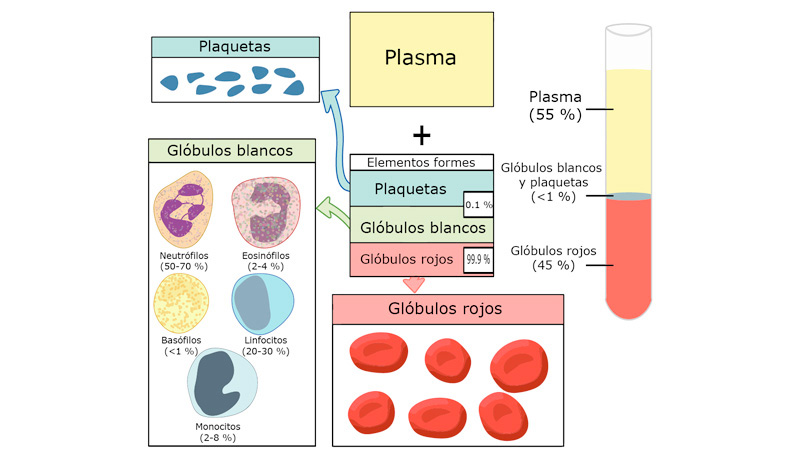 Plaquetas
Plasma
+
Elementos formes
Plaquetas
0.1 %
Glóbulos blancos
Glóbulos rojos
99.9 %
Glóbulos blancos
Neutrófilos
(50-70 %)
Eosinófilos
(2-4 %)
Basófilos
(<1 %)
Linfocitos
(20-30 %)
Monocitos
(2-8 %)
Glóbulos rojos
Plasma
(55 %)
Glóbulos blancos
y plaquetas
(<1 %)
Glóbulos rojos
(45 %)